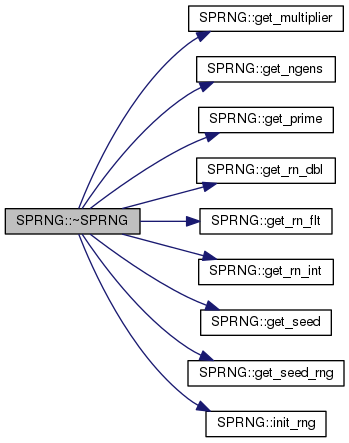 SPRNG::get_multiplier
SPRNG::get_ngens
SPRNG::get_prime
SPRNG::get_rn_dbl
SPRNG::~SPRNG
SPRNG::get_rn_flt
SPRNG::get_rn_int
SPRNG::get_seed
SPRNG::get_seed_rng
SPRNG::init_rng